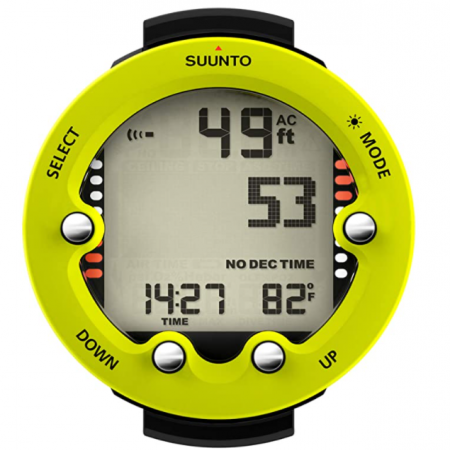 SUUNTO
SELECT
MODE
49 AC ft
53
NO DEC TIME
14:27 82°F
TIME
DOWN
UP